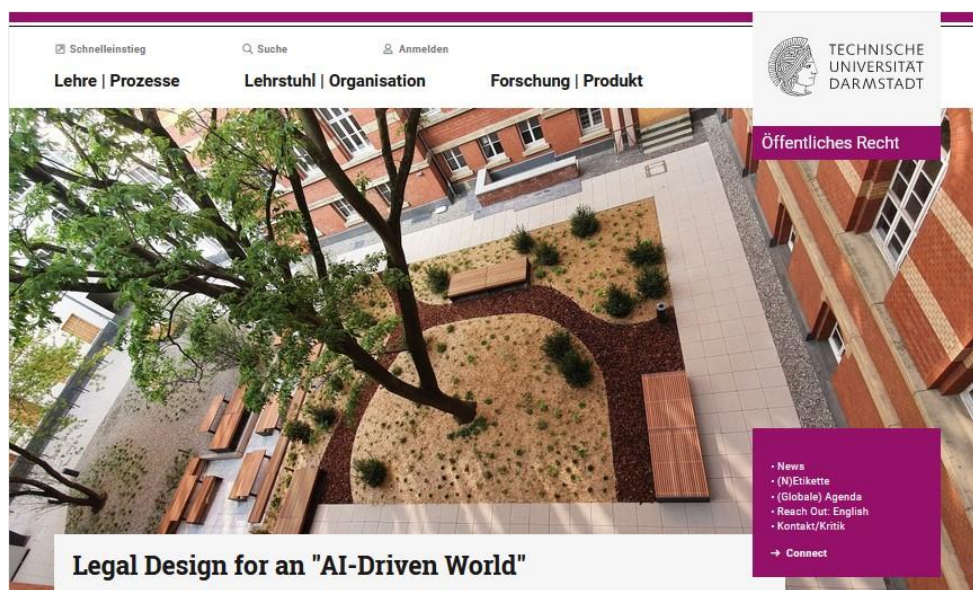 Schnelleinstieg
Suche
Anmelden
Lehre | Prozesse
Lehrstuhl | Organisation
Forschung | Produkt
TECHNISCHE
UNIVERSITÄT
DARMSTADT
Öffentliches Recht
• News
• (N)Etikette
• (Globale) Agenda
• Reach Out: English
• Kontakt/Kritik
→ Connect
Legal Design for an "AI-Driven World"